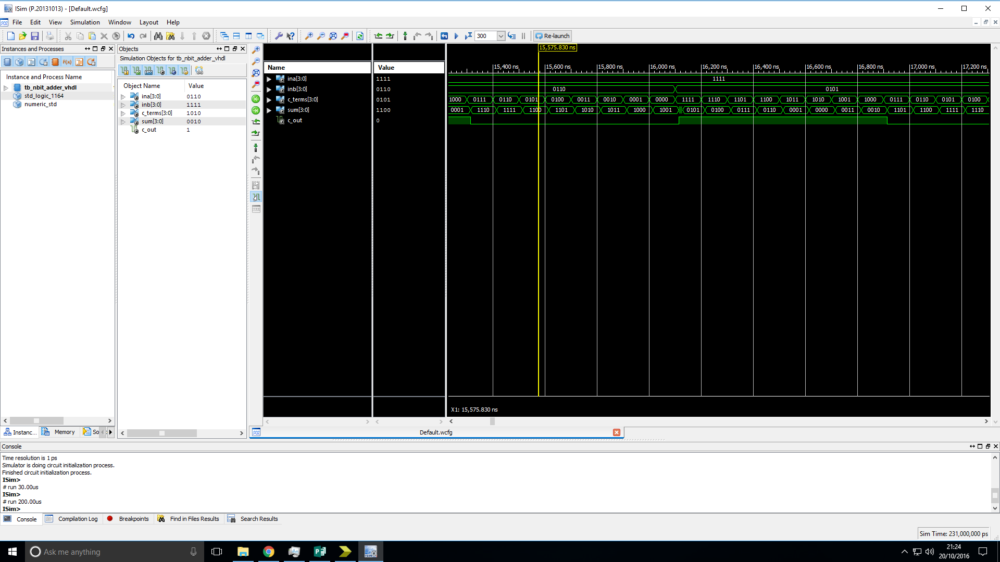 ISim (P.20131013) - [Default.wcfg]
File Edit View Simulation Window Layout Help
300 Re-launch
Instances and Processes
Instance and Process Name
tb_nbit_adder_vhdl
std_logic_1164
numeric_std
Instanc... Memory So
Objects
Simulation Objects for tb_nbit_adder_vhdl
Object Name Value
ina[3:0] 0110
inb[3:0] 1111
c_terms[3:0] 1010
sum[3:0] 0010
c_out 1
Name Value
ina[3:0] 1111
inb[3:0] 0110
c_terms[3:0] 0101
sum[3:0] 1100
c_out 0
15,575.830 ns
15,400 ns 15,600 ns 15,800 ns 16,000 ns 16,200 ns 16,400 ns 16,600 ns 16,800 ns 17,000 ns 17,200 ns
1111
0110 0101
1000 0111 0110 0101 0100 0011 0010 0001 0000 1111 1110 1101 1100 1011 1010 1001 1000 0111 0110 0101 0100
0001 1110 1111 1100 1101 1010 1011 1000 1001 0101 0100 0111 0110 0001 0000 0011 0010 1101 1100 1111 1110
X1: 15,575.830 ns
Default.wcfg
Console
Time resolution is 1 ps
Simulator is doing circuit initialization process.
Finished circuit initialization process.
ISim>
# run 30.00us
ISim>
# run 200.00us
ISim>
Console Compilation Log Breakpoints Find in Files Results Search Results
Sim Time: 231,000,000 ps
Ask me anything
21:24
20/10/2016